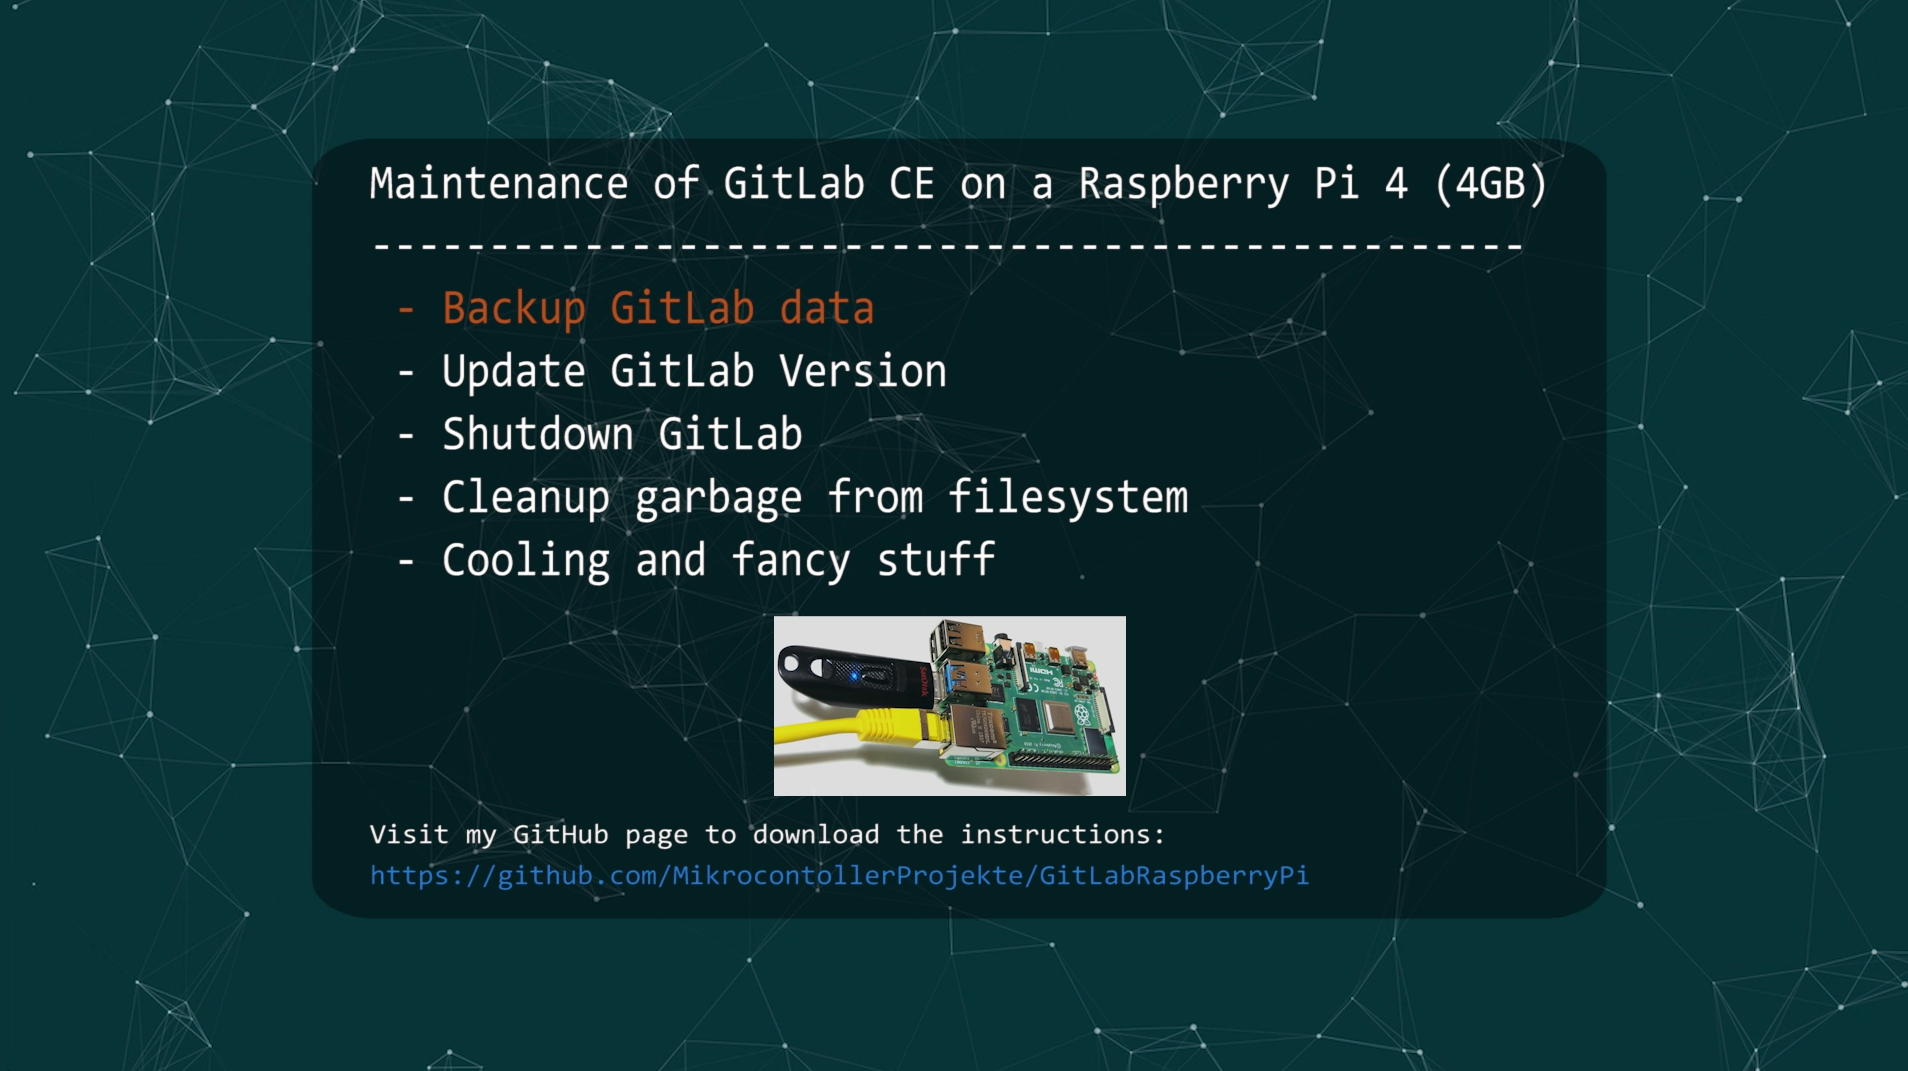 Maintenance of GitLab CE on a Raspberry Pi 4 (4GB)
-------------------------------------------------
- Backup GitLab data
- Update GitLab Version
- Shutdown GitLab
- Cleanup garbage from filesystem
- Cooling and fancy stuff
SanDisk
HDMI
Visit my GitHub page to download the instructions:
https://github.com/MikrocontollerProjekte/GitLabRaspberryPi